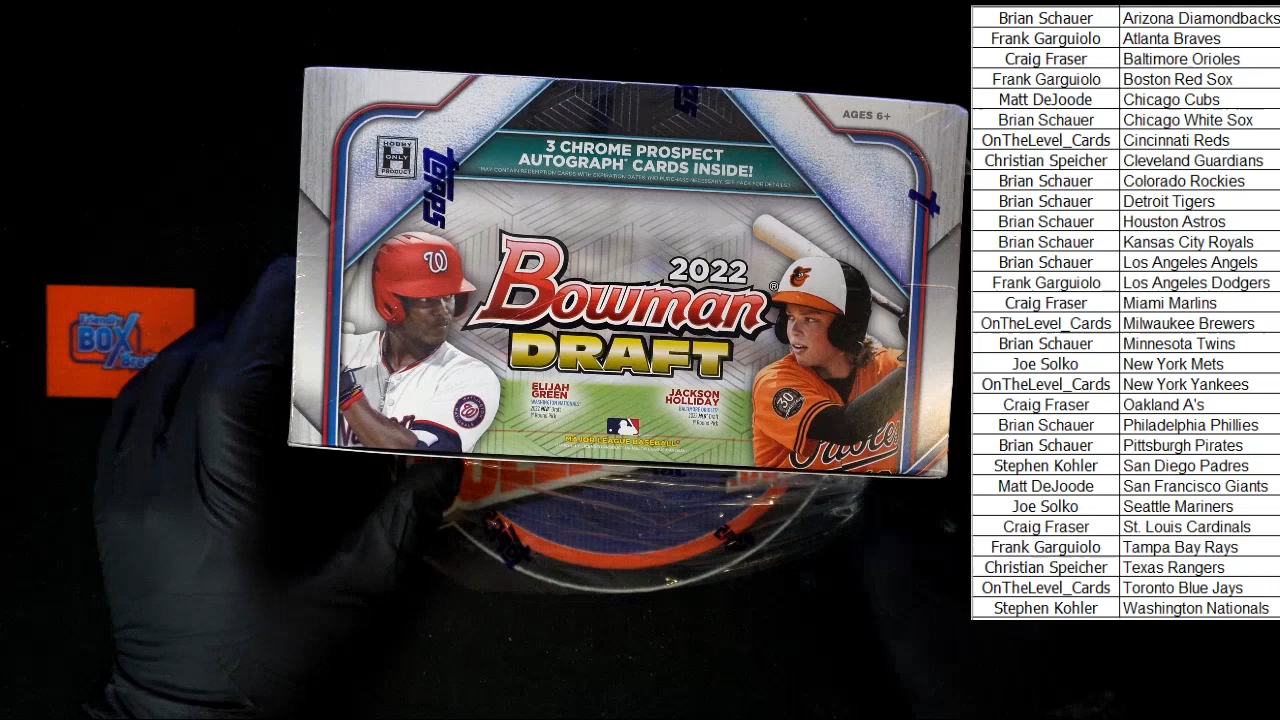 AGES 6+
HOBBY
ONLY
H
PRODUCT
topps
3 CHROME PROSPECT
AUTOGRAPH CARDS INSIDE!
2022
Bowman®
DRAFT
ELIJAH
GREEN
WASHINGTON NATIONALS
JACKSON
HOLLIDAY
BALTIMORE ORIOLES
MAJOR LEAGUE BASEBALL
W
30
BOX
Brian Schauer Arizona Diamondbacks
Frank Garguiolo Atlanta Braves
Craig Fraser Baltimore Orioles
Frank Garguiolo Boston Red Sox
Matt DeJoode Chicago Cubs
Brian Schauer Chicago White Sox
OnTheLevel_Cards Cincinnati Reds
Christian Speicher Cleveland Guardians
Brian Schauer Colorado Rockies
Brian Schauer Detroit Tigers
Brian Schauer Houston Astros
Brian Schauer Kansas City Royals
Brian Schauer Los Angeles Angels
Frank Garguiolo Los Angeles Dodgers
Craig Fraser Miami Marlins
OnTheLevel_Cards Milwaukee Brewers
Brian Schauer Minnesota Twins
Joe Solko New York Mets
OnTheLevel_Cards New York Yankees
Craig Fraser Oakland A's
Brian Schauer Philadelphia Phillies
Brian Schauer Pittsburgh Pirates
Stephen Kohler San Diego Padres
Matt DeJoode San Francisco Giants
Joe Solko Seattle Mariners
Craig Fraser St. Louis Cardinals
Frank Garguiolo Tampa Bay Rays
Christian Speicher Texas Rangers
OnTheLevel_Cards Toronto Blue Jays
Stephen Kohler Washington Nationals